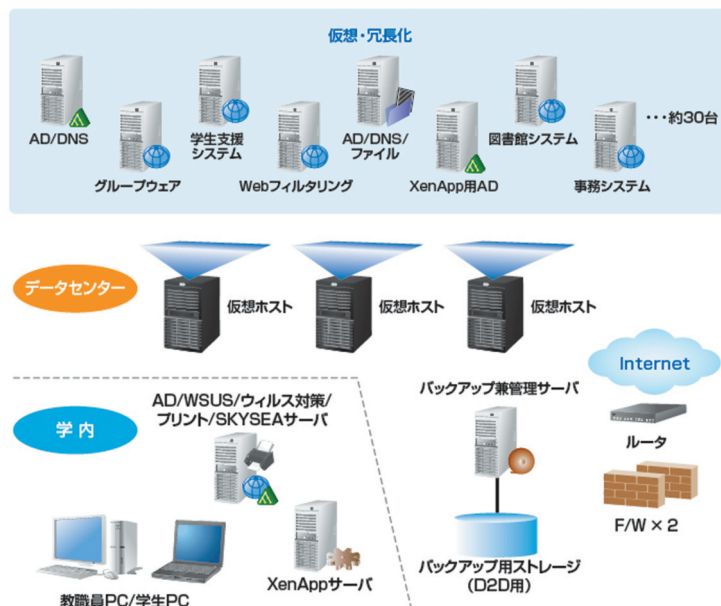 仮想・冗長化
AD/DNS
グループウェア
学生支援
システム
Webフィルタリング
AD/DNS/
ファイル
XenApp用AD
図書館システム
事務システム
・・・約30台
データセンター
仮想ホスト
仮想ホスト
仮想ホスト
Internet
ルータ
F/W × 2
バックアップ兼管理サーバ
バックアップ用ストレージ
(D2D用)
学内
AD/WSUS/ウィルス対策/
プリント/SKYSEAサーバ
XenAppサーバ
教職員PC/学生PC